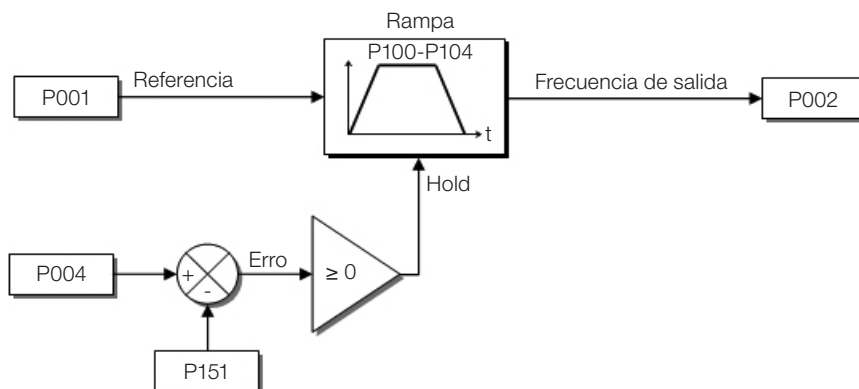 Rampa
P100-P104
Referencia
Frecuencia de salida
P001
P002
t
Hold
Erro
P004
+
-
≥ 0
P151